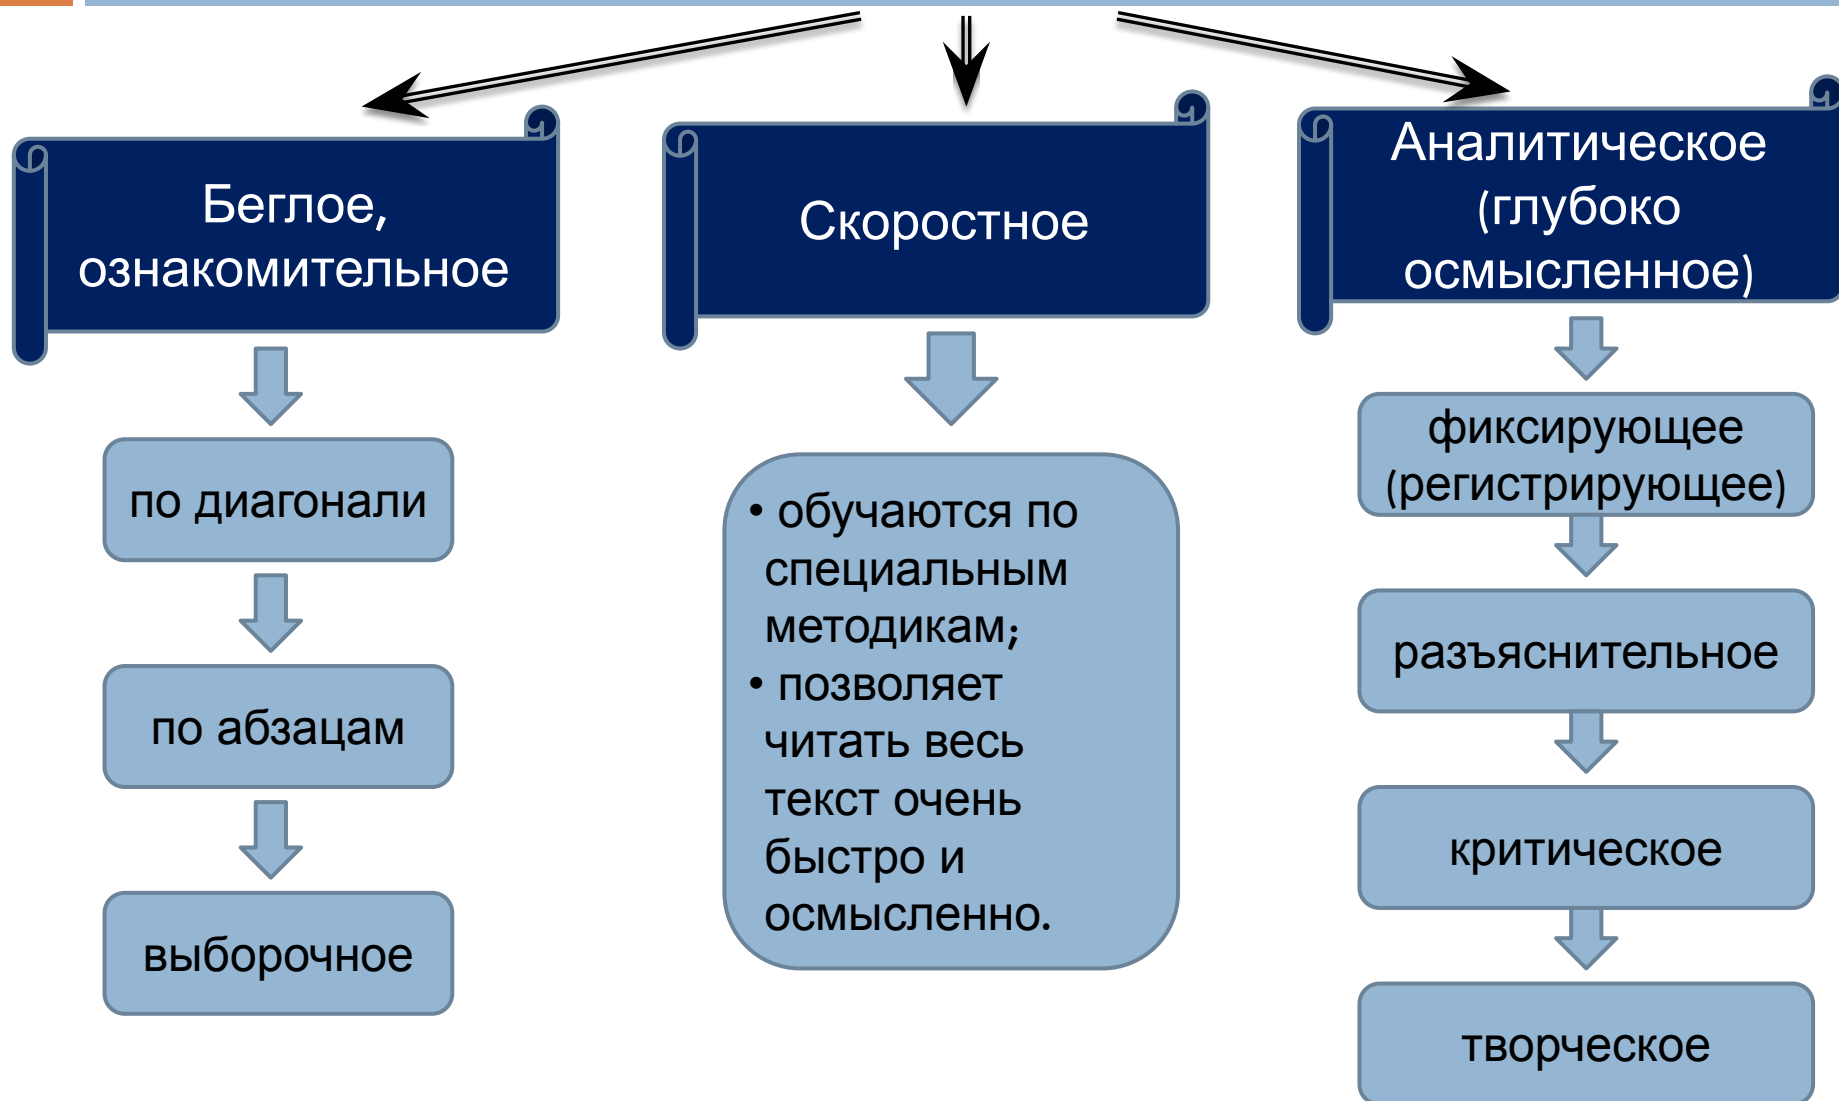 Беглое,
ознакомительное
по диагонали
по абзацам
выборочное
Скоростное
• обучаются по
специальным
методикам;
• позволяет
читать весь
текст очень
быстро и
осмысленно.
Аналитическое
(глубоко
осмысленное)
фиксирующее
(регистрирующее)
разъяснительное
критическое
творческое